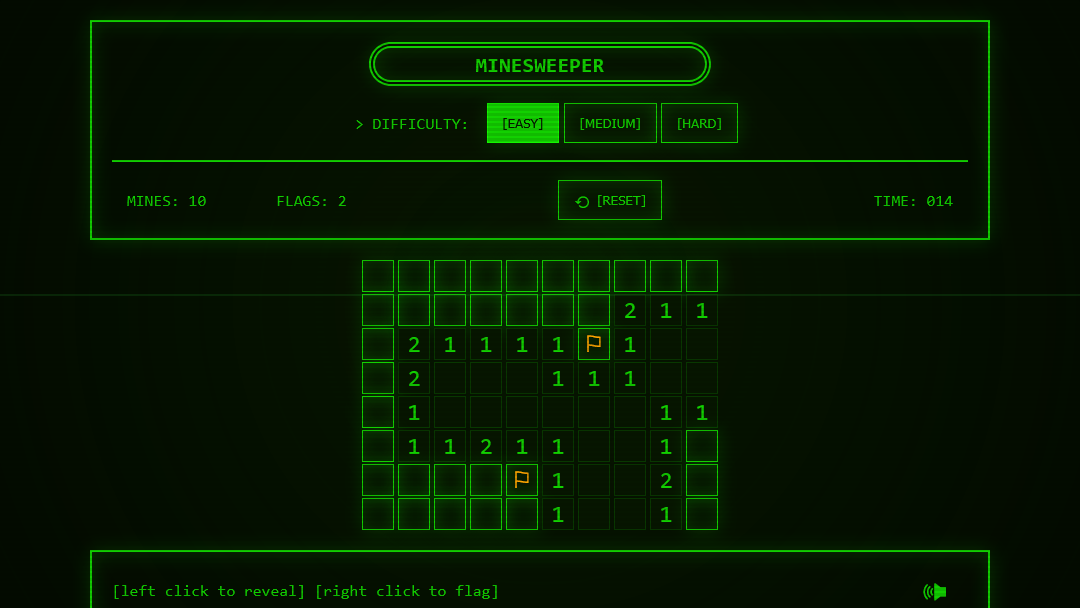 MINESWEEPER
> DIFFICULTY: [EASY] [MEDIUM] [HARD]
MINES: 10 FLAGS: 2 [RESET] TIME: 014
2 1 1
2 1 1 1 1 1
2 1 1 1
1 1 1
1 1 2 1 1 1
1 2
1 1
[left click to reveal] [right click to flag]